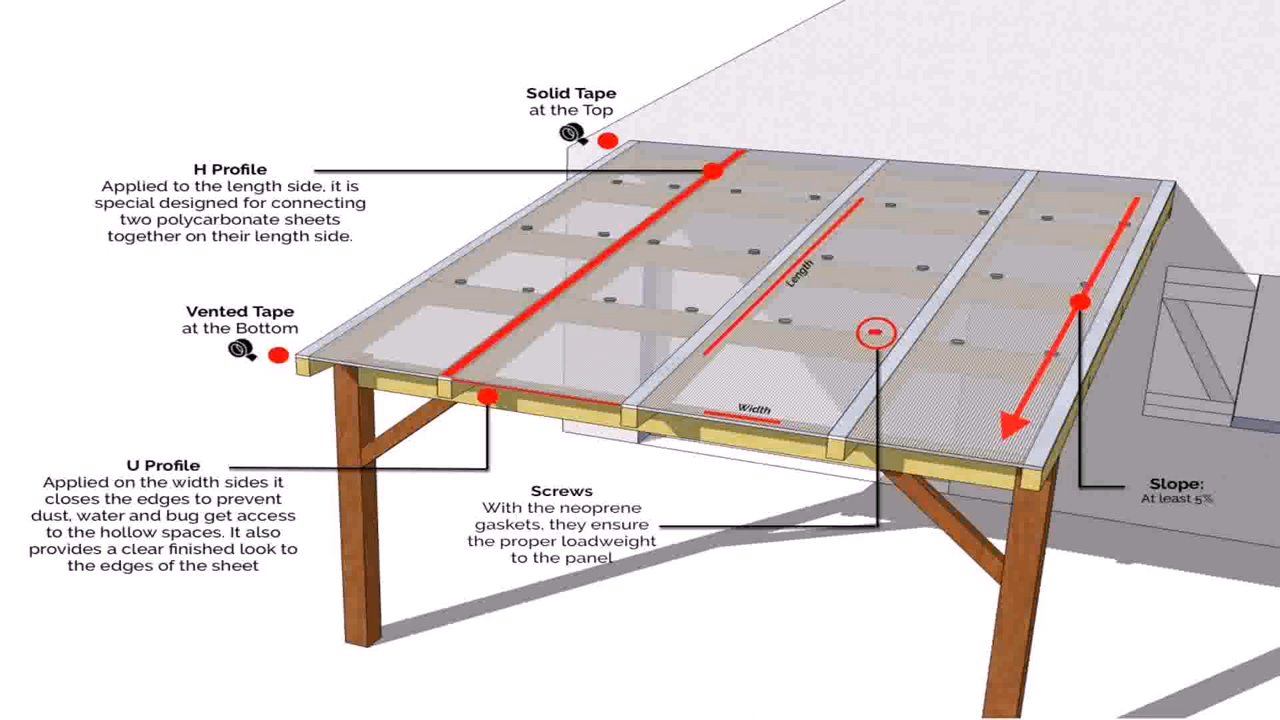 Solid Tape
at the Top
H Profile
Applied to the length side, it is
special designed for connecting
two polycarbonate sheets
together on their length side.
Vented Tape
at the Bottom
Length
Width
U Profile
Applied on the width sides it
closes the edges to prevent
dust, water and bug get access
to the hollow spaces. It also
provides a clear finished look to
the edges of the sheet
Screws
With the neoprene
gaskets, they ensure
the proper loadweight
to the panel.
Slope:
At least 5%